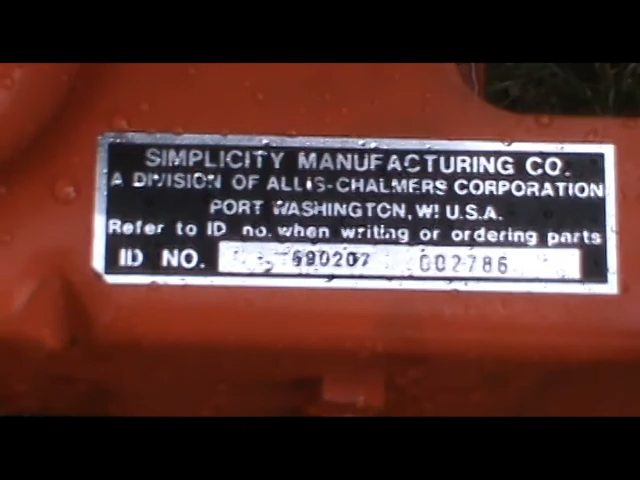 SIMPLICITY MANUFACTURING CO.
A DIVISION OF ALLIS-CHALMERS CORPORATION
PORT WASHINGTON, WI U.S.A.
Refer to ID no. when writing or ordering parts
ID NO. 690207 002786